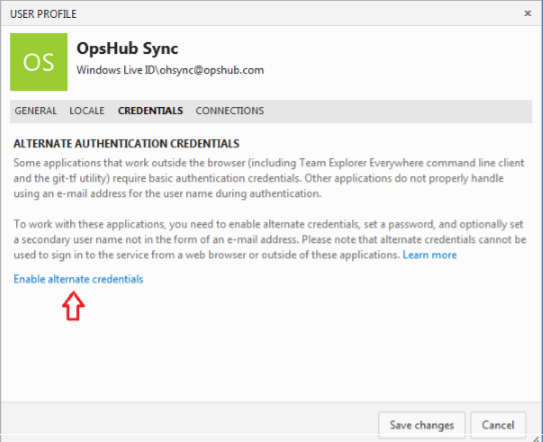 USER PROFILE ×
OS
OpsHub Sync
Windows Live ID\ohsync@opshub.com
GENERAL LOCALE CREDENTIALS CONNECTIONS
ALTERNATE AUTHENTICATION CREDENTIALS
Some applications that work outside the browser (including Team Explorer Everywhere command line client
and the git-tf utility) require basic authentication credentials. Other applications do not properly handle
using an e-mail address for the user name during authentication.
To work with these applications, you need to enable alternate credentials, set a password, and optionally set
a secondary user name not in the form of an e-mail address. Please note that alternate credentials cannot be
used to sign in to the service from a web browser or outside of these applications. Learn more
Enable alternate credentials
Save changes Cancel